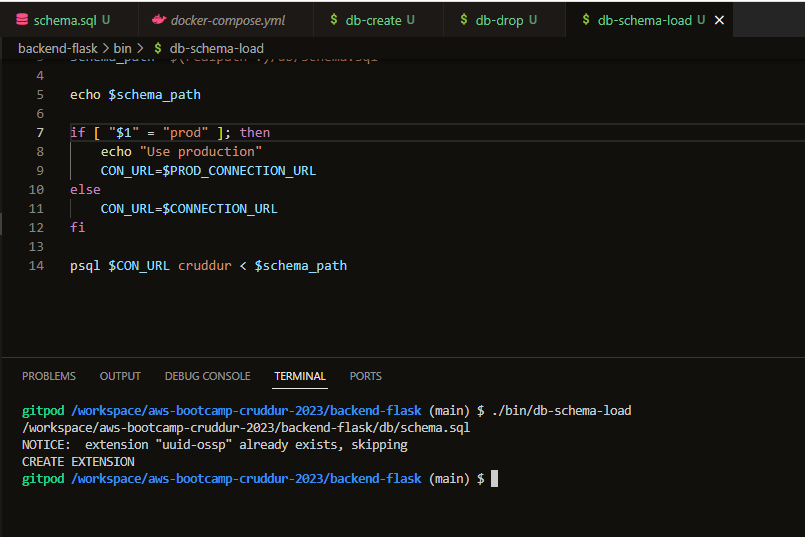 schema.sql U docker-compose.yml $ db-create U $ db-drop U $ db-schema-load U ×
backend-flask > bin > $ db-schema-load
4
5 echo $schema_path
6
7 if [ "$1" = "prod" ]; then
8 echo "Use production"
9 CON_URL=$PROD_CONNECTION_URL
10 else
11 CON_URL=$CONNECTION_URL
12 fi
13
14 psql $CON_URL cruddur < $schema_path
PROBLEMS OUTPUT DEBUG CONSOLE TERMINAL PORTS
gitpod /workspace/aws-bootcamp-cruddur-2023/backend-flask (main) $ ./bin/db-schema-load
/workspace/aws-bootcamp-cruddur-2023/backend-flask/db/schema.sql
NOTICE:  extension "uuid-ossp" already exists, skipping
CREATE EXTENSION
gitpod /workspace/aws-bootcamp-cruddur-2023/backend-flask (main) $